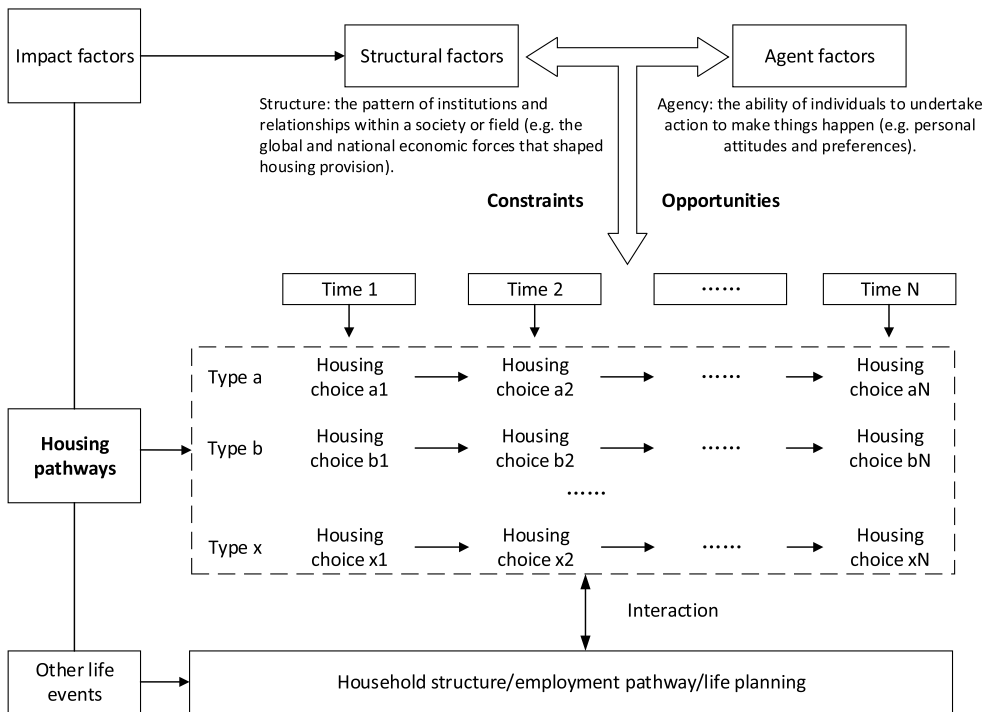 Impact factors
Structural factors
Agent factors
Structure: the pattern of institutions and
relationships within a society or field (e.g. the
global and national economic forces that shaped
housing provision).
Agency: the ability of individuals to undertake
action to make things happen (e.g. personal
attitudes and preferences).
Constraints
Opportunities
Time 1
Time 2
······
Time N
Housing
pathways
Type a
Housing
choice a1
Housing
choice a2
······
Housing
choice aN
Type b
Housing
choice b1
Housing
choice b2
······
Housing
choice bN
······
Type x
Housing
choice x1
Housing
choice x2
······
Housing
choice xN
Interaction
Other life
events
Household structure/employment pathway/life planning